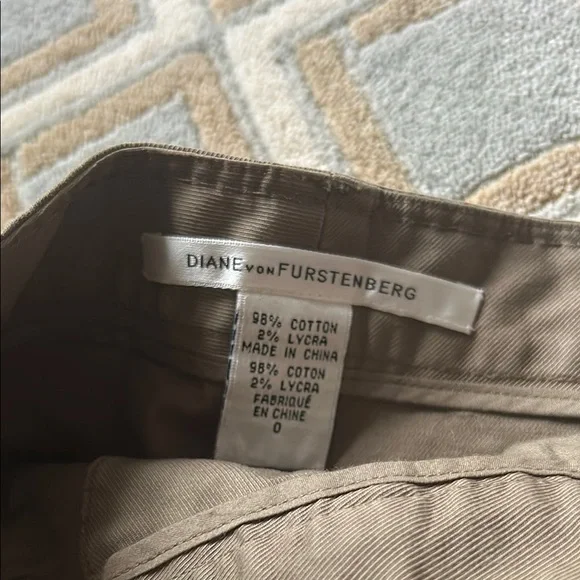 DIANE VON FURSTENBERG
98% COTTON
2% LYCRA
MADE IN CHINA
98% COTON
2% LYCRA
FABRIQUÉ
EN CHINE
0